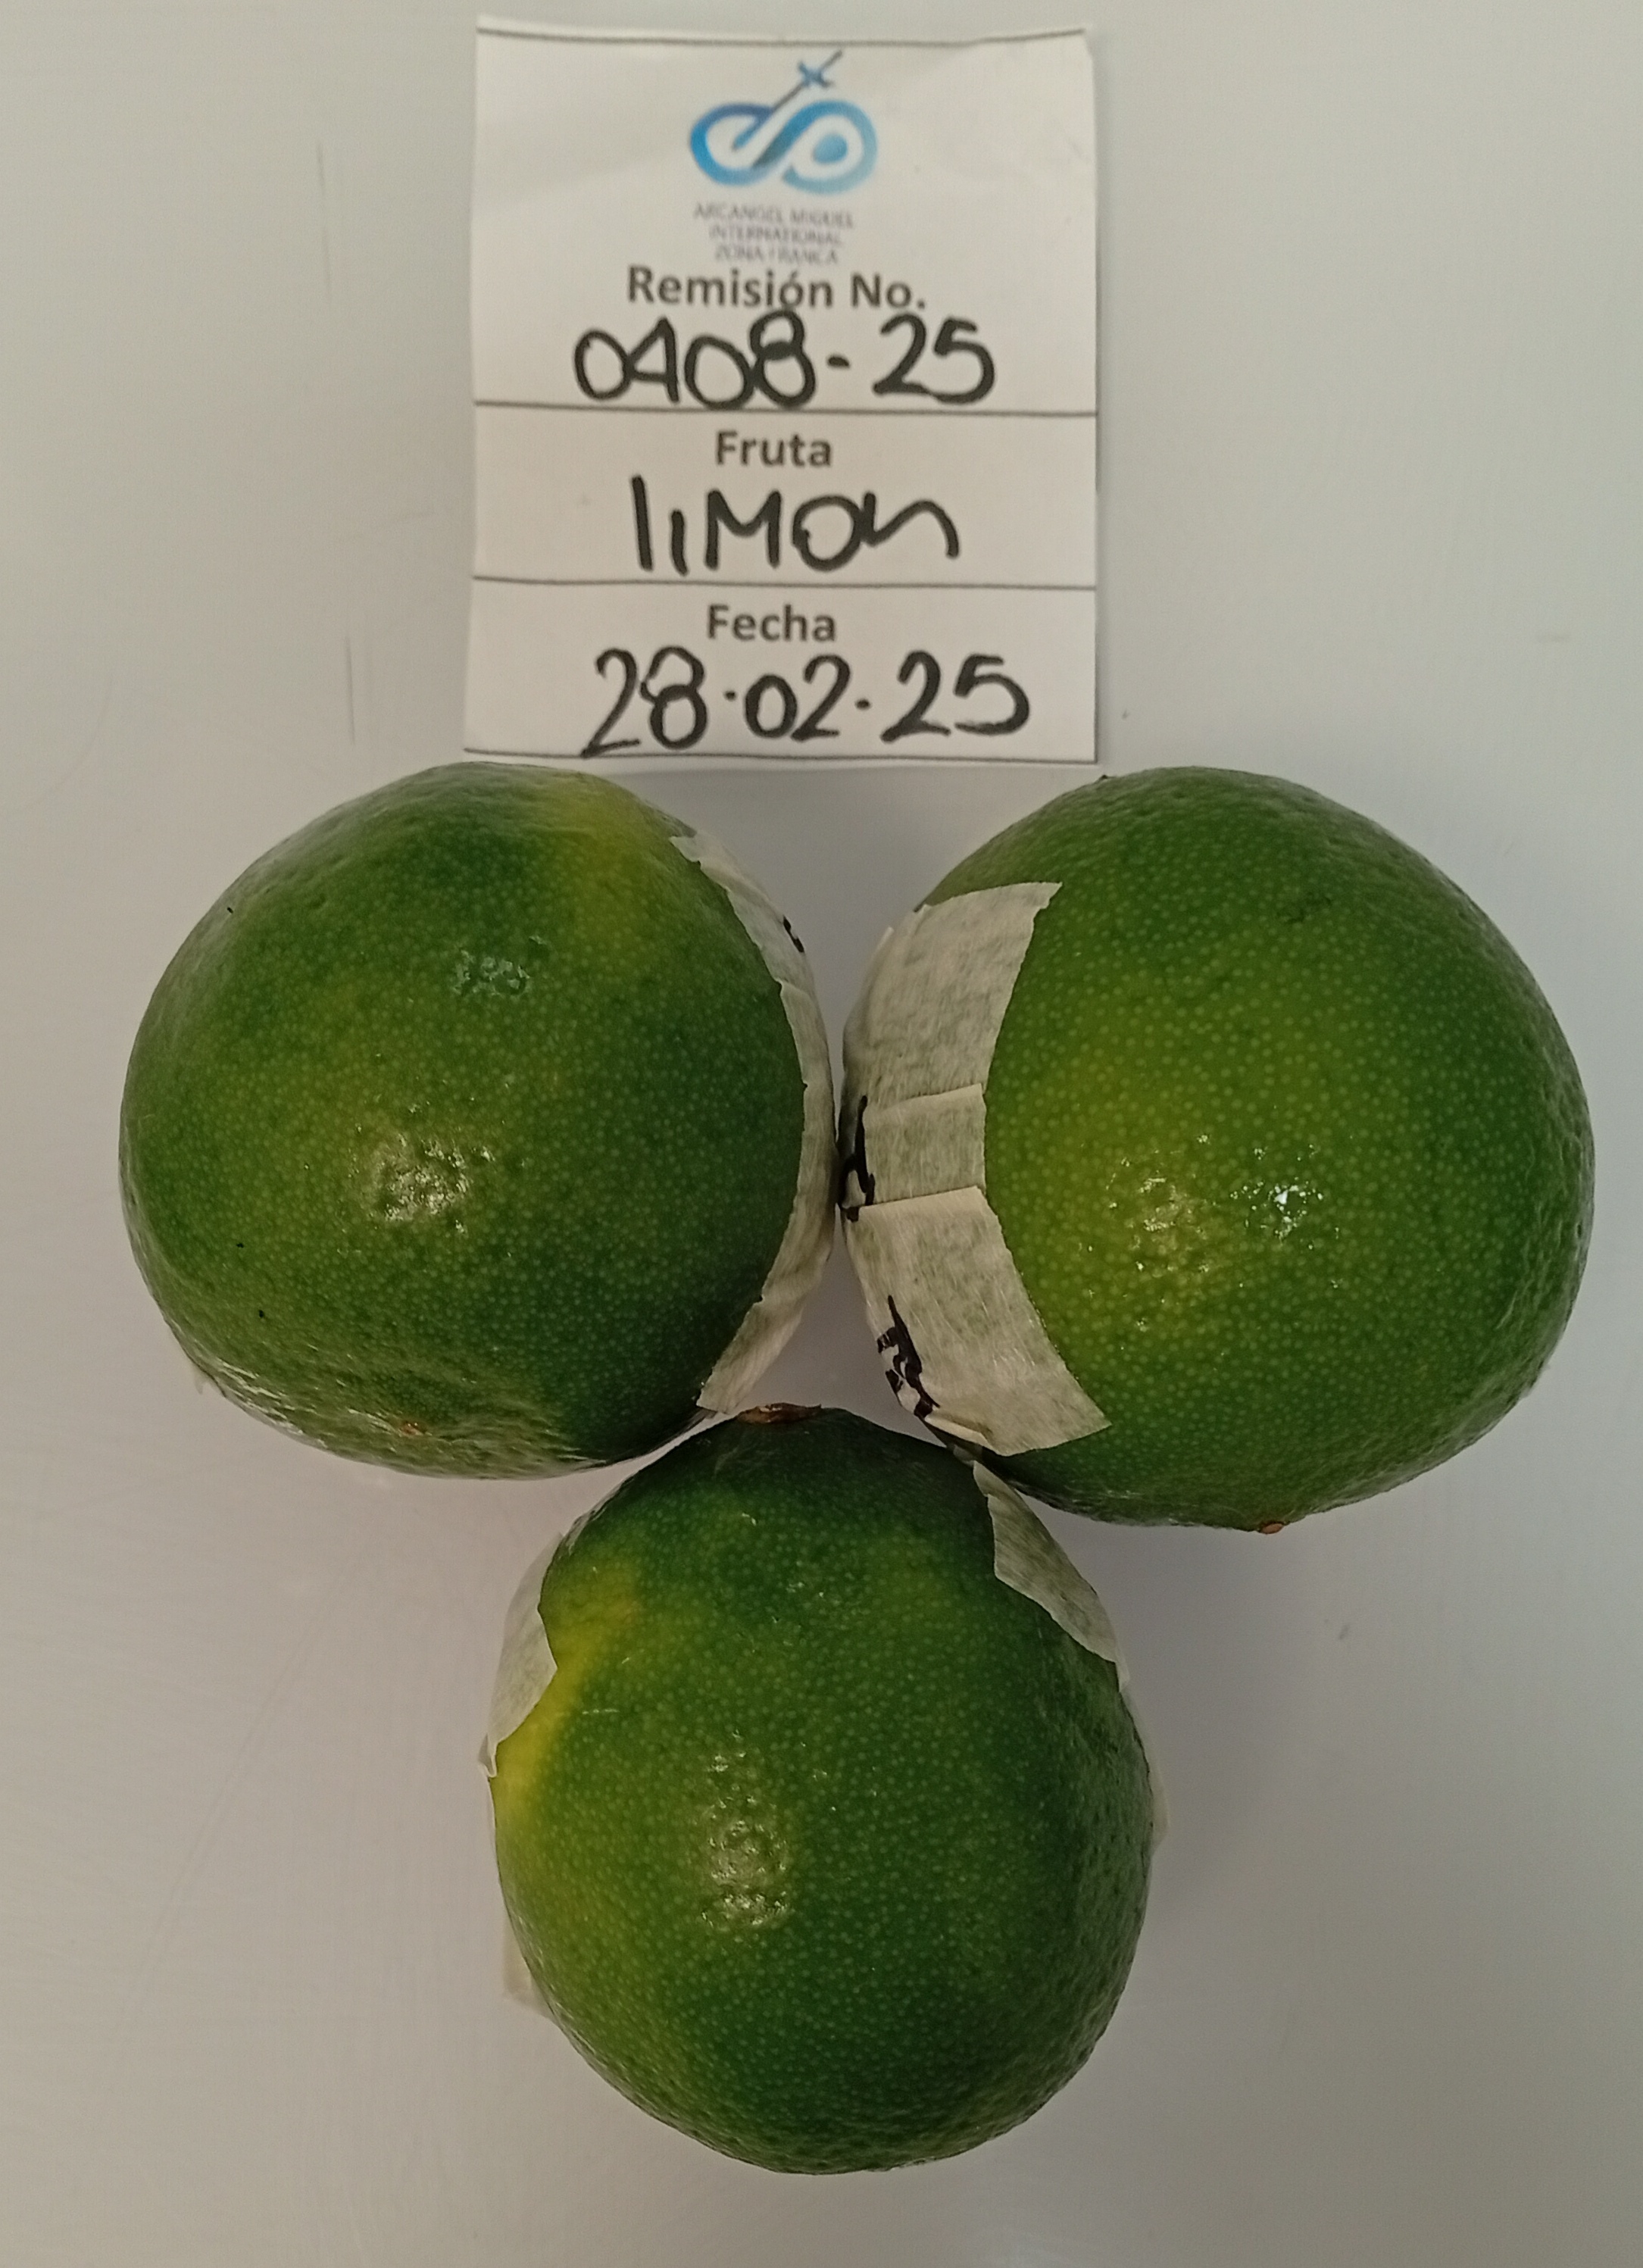 ARCANGEL MIGUEL
INTERNATIONAL
ZONA FRANCA
Remisión No.
0408-25
Fruta
liMOn
Fecha
28.02.25